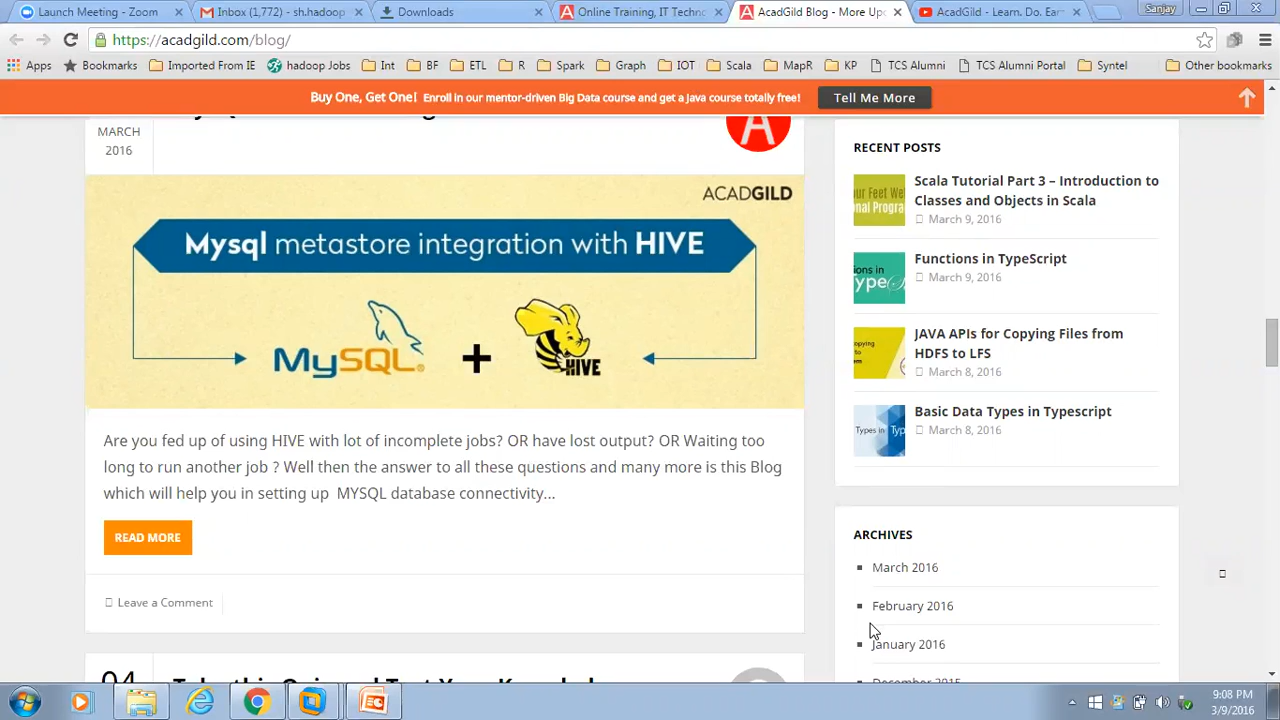 Launch Meeting - Zoom
Inbox (1,772) - sh.hadoop
Downloads
Online Training, IT Techno
AcadGild Blog - More Upd
AcadGild - Learn. Do. Earn
Sanjay
https://acadgild.com/blog/
Apps
Bookmarks
Imported From IE
hadoop Jobs
Int
BF
ETL
R
Spark
Graph
IOT
Scala
MapR
KP
TCS Alumni
TCS Alumni Portal
Syntel
Other bookmarks
Buy One, Get One! Enroll in our mentor-driven Big Data course and get a Java course totally free!
Tell Me More
MARCH
2016
ACADGILD
Mysql metastore integration with HIVE
MySQL
+
HIVE
Are you fed up of using HIVE with lot of incomplete jobs? OR have lost output? OR Waiting too
long to run another job ? Well then the answer to all these questions and many more is this Blog
which will help you in setting up MYSQL database connectivity...
READ MORE
Leave a Comment
04
RECENT POSTS
Scala Tutorial Part 3 – Introduction to
Classes and Objects in Scala
March 9, 2016
Functions in TypeScript
March 9, 2016
JAVA APIs for Copying Files from
HDFS to LFS
March 8, 2016
Basic Data Types in Typescript
March 8, 2016
ARCHIVES
March 2016
February 2016
January 2016
December 2015
9:08 PM
3/9/2016